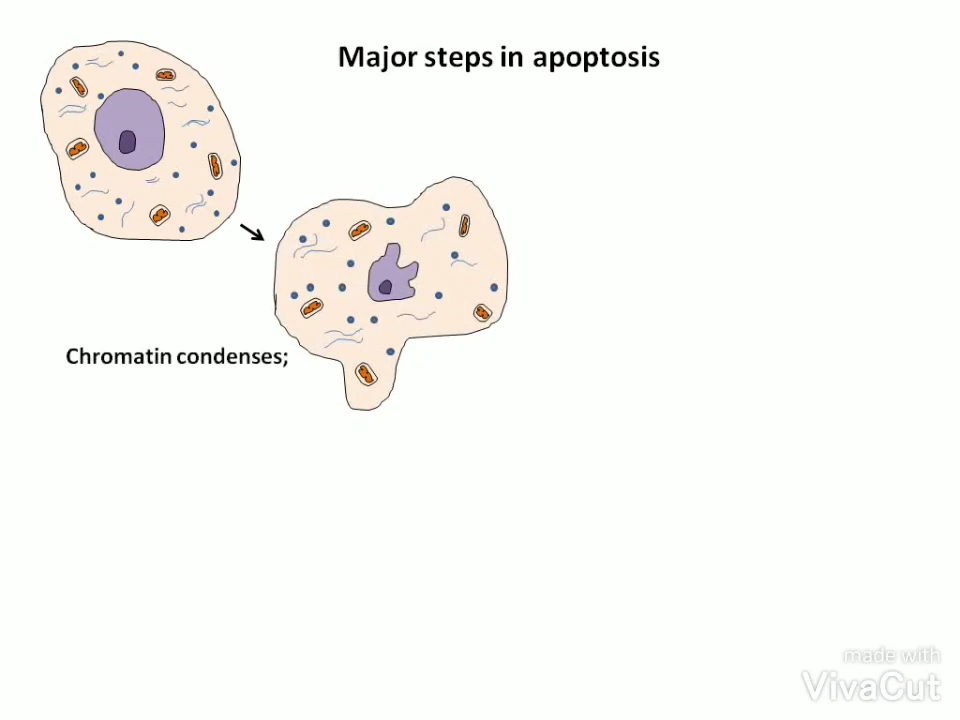 Major steps in apoptosis
Chromatin condenses;
made with
VivaCut